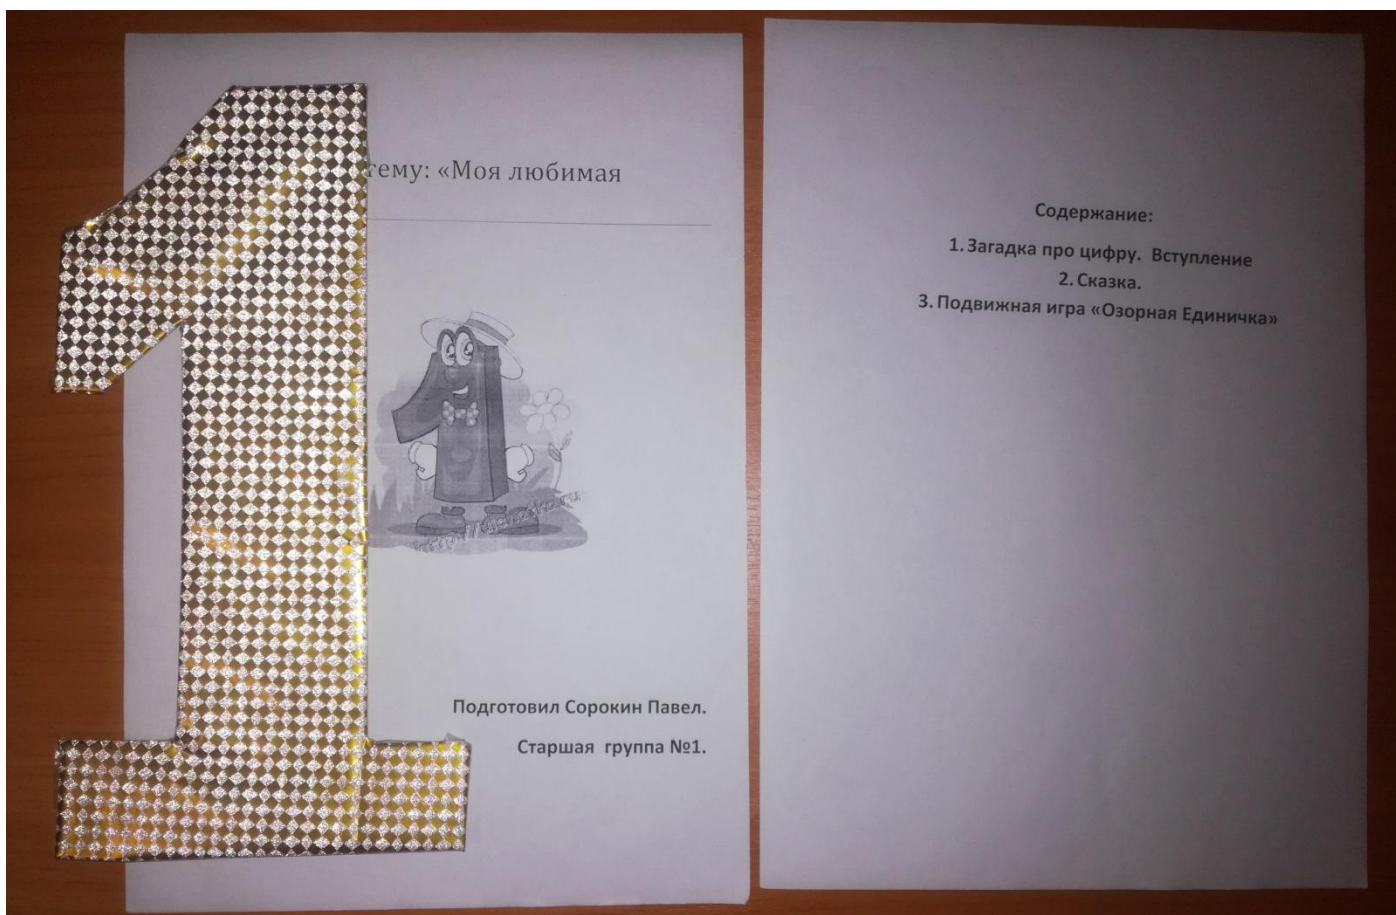 1
тему: «Моя любимая
Подготовил Сорокин Павел.
Старшая группа №1.
Содержание:
1. Загадка про цифру. Вступление
2. Сказка.
3. Подвижная игра «Озорная Единичка»